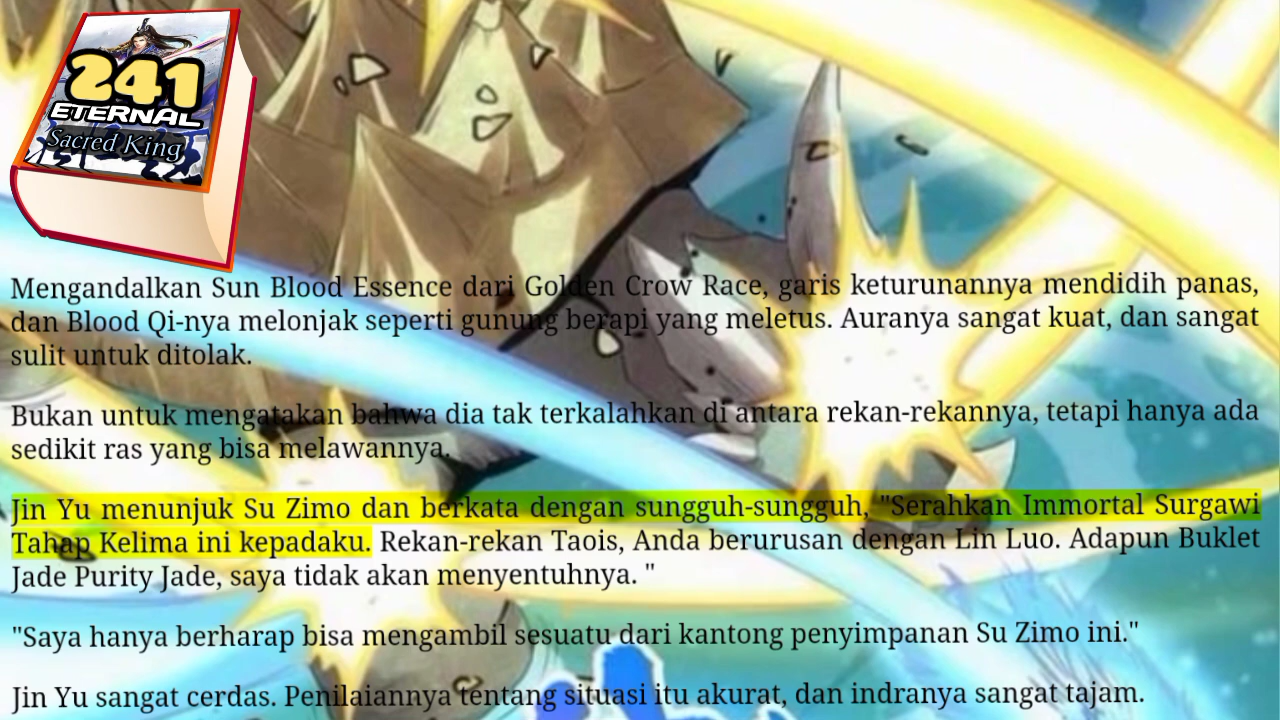 241
ETERNAL
Sacred King
Mengandalkan Sun Blood Essence dari Golden Crow Race, garis keturunannya mendidih panas,
dan Blood Qi-nya melonjak seperti gunung berapi yang meletus. Auranya sangat kuat, dan sangat
sulit untuk ditolak.
Bukan untuk mengatakan bahwa dia tak terkalahkan di antara rekan-rekannya, tetapi hanya ada
sedikit ras yang bisa melawannya.
Jin Yu menunjuk Su Zimo dan berkata dengan sungguh-sungguh, "Serahkan Immortal Surgawi
Tahap Kelima ini kepadaku. Rekan-rekan Taois, Anda berurusan dengan Lin Luo. Adapun Buklet
Jade Purity Jade, saya tidak akan menyentuhnya. "
"Saya hanya berharap bisa mengambil sesuatu dari kantong penyimpanan Su Zimo ini."
Jin Yu sangat cerdas. Penilaiannya tentang situasi itu akurat, dan indranya sangat tajam.